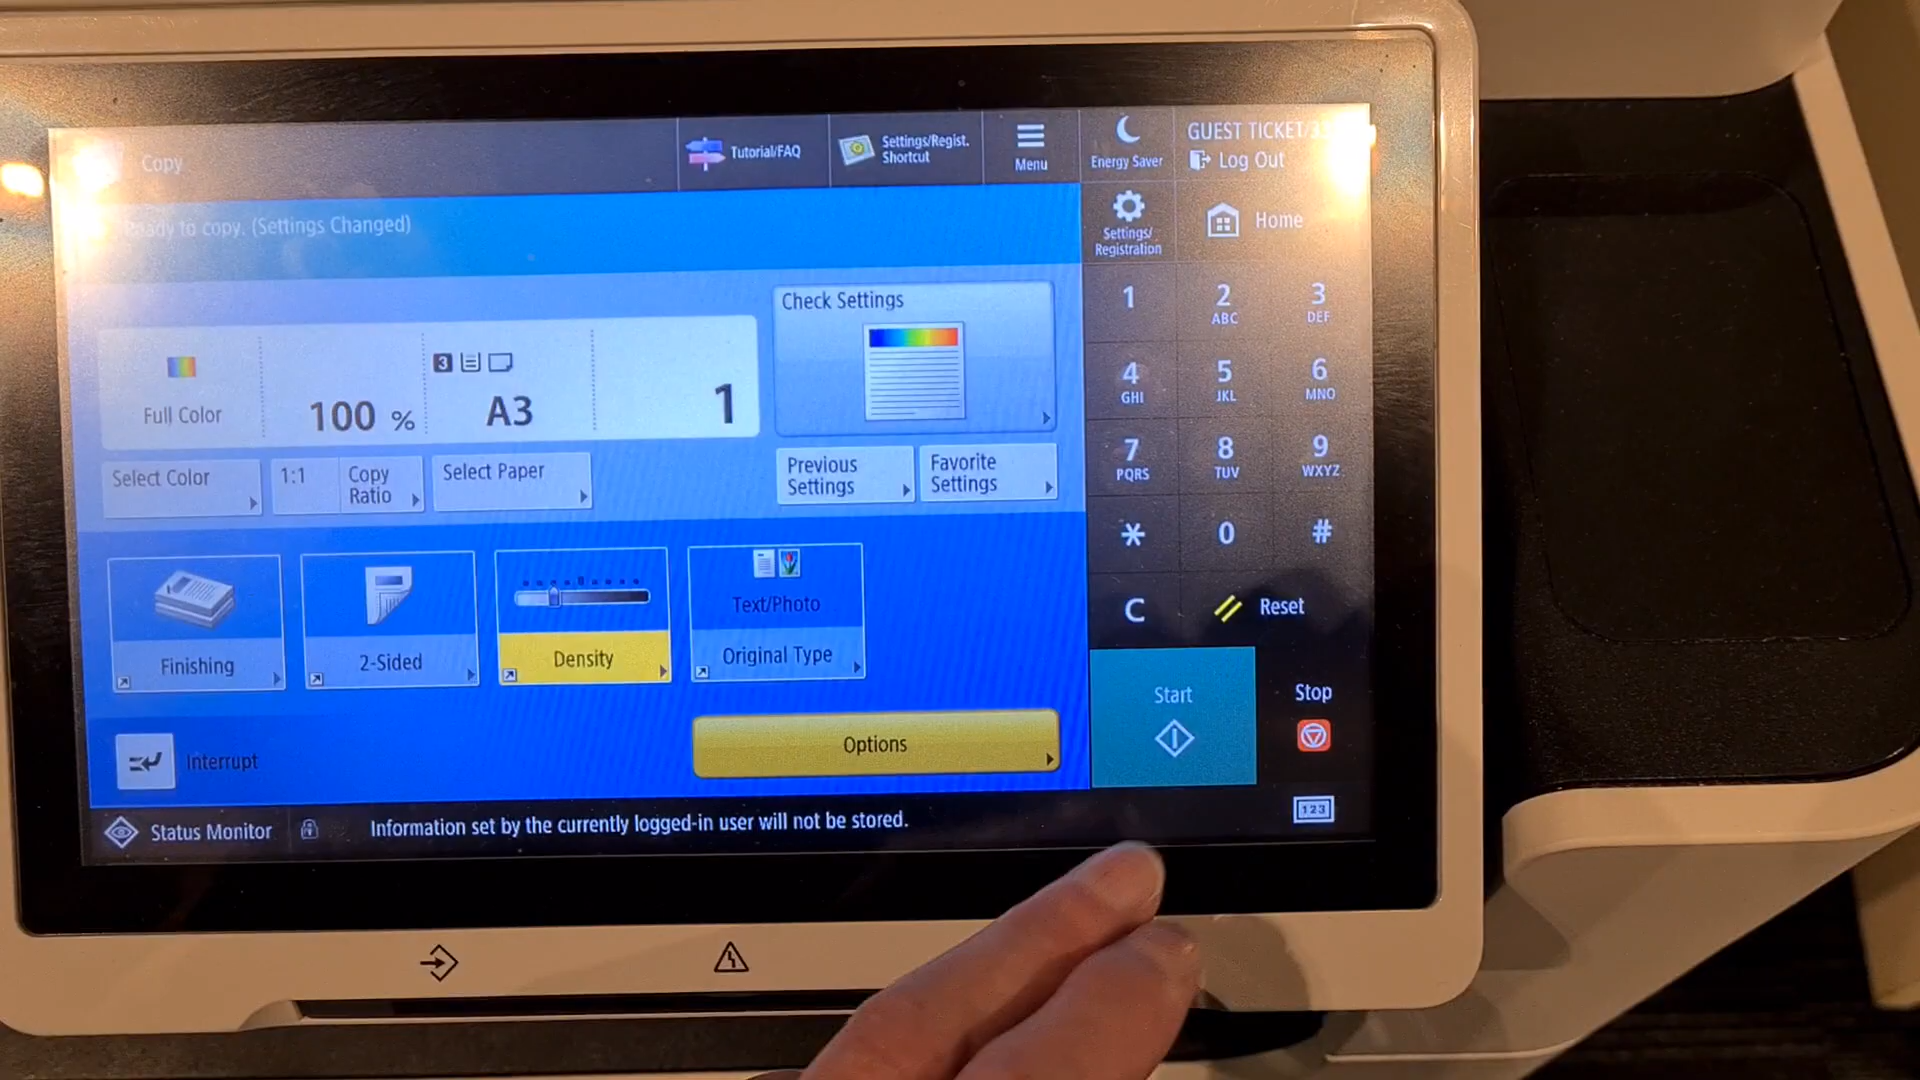 Copy
Tutorial/FAQ
Settings/Regist.
Shortcut
Menu
Energy Saver
GUEST TICKET/3
Log Out
Ready to copy. (Settings Changed)
Settings/
Registration
Home
Check Settings
Full Color
100 %
3
A3
1
Select Color
1:1
Copy
Ratio
Select Paper
Previous
Settings
Favorite
Settings
1
2
ABC
3
DEF
4
GHI
5
JKL
6
MNO
7
PQRS
8
TUV
9
WXYZ
*
0
#
C
Reset
Finishing
2-Sided
Density
Text/Photo
Original Type
Start
Stop
Interrupt
Options
Status Monitor
Information set by the currently logged-in user will not be stored.
123